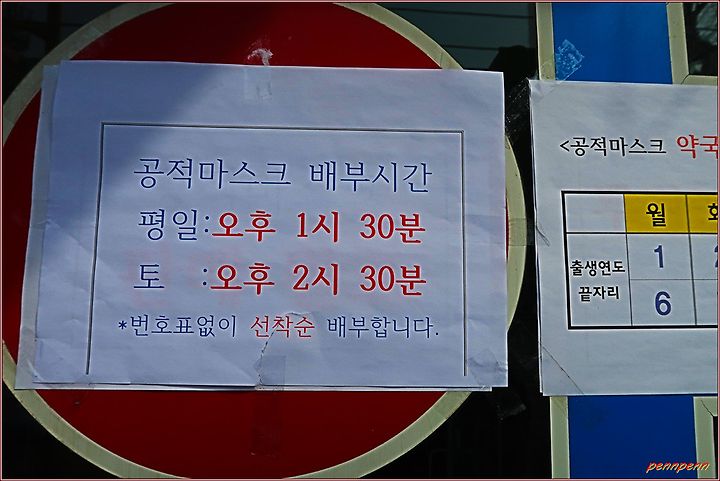 공적마스크 배부시간
평일:오후 1시 30분
토 :오후 2시 30분
*번호표없이 선착순 배부합니다.
<공적마스크 약국
월
출생연도
끝자리
1
6
pennpenn